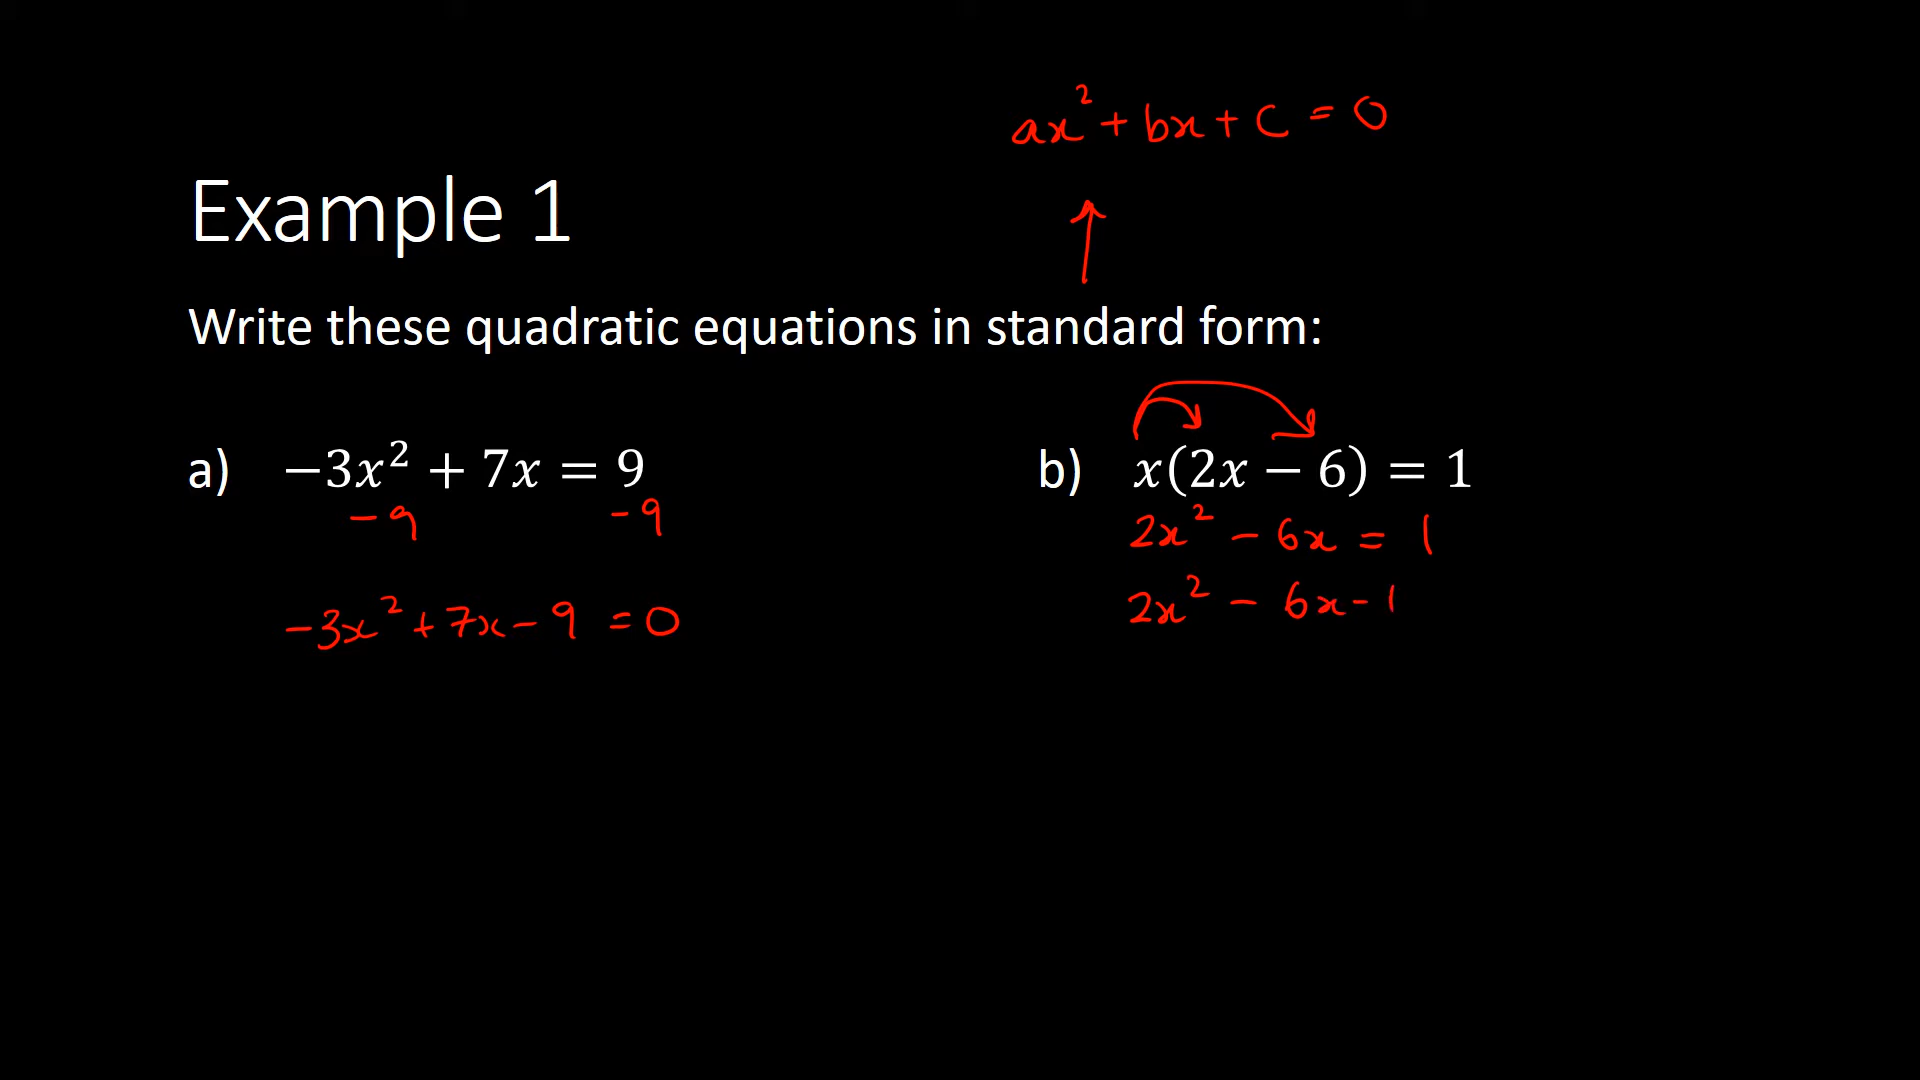 ax² + bx + c = 0
Example 1
Write these quadratic equations in standard form:
a) −3x² + 7x = 9
−9 −9
−3x² + 7x − 9 = 0
b) x(2x − 6) = 1
2x² − 6x = 1
2x² − 6x − 1